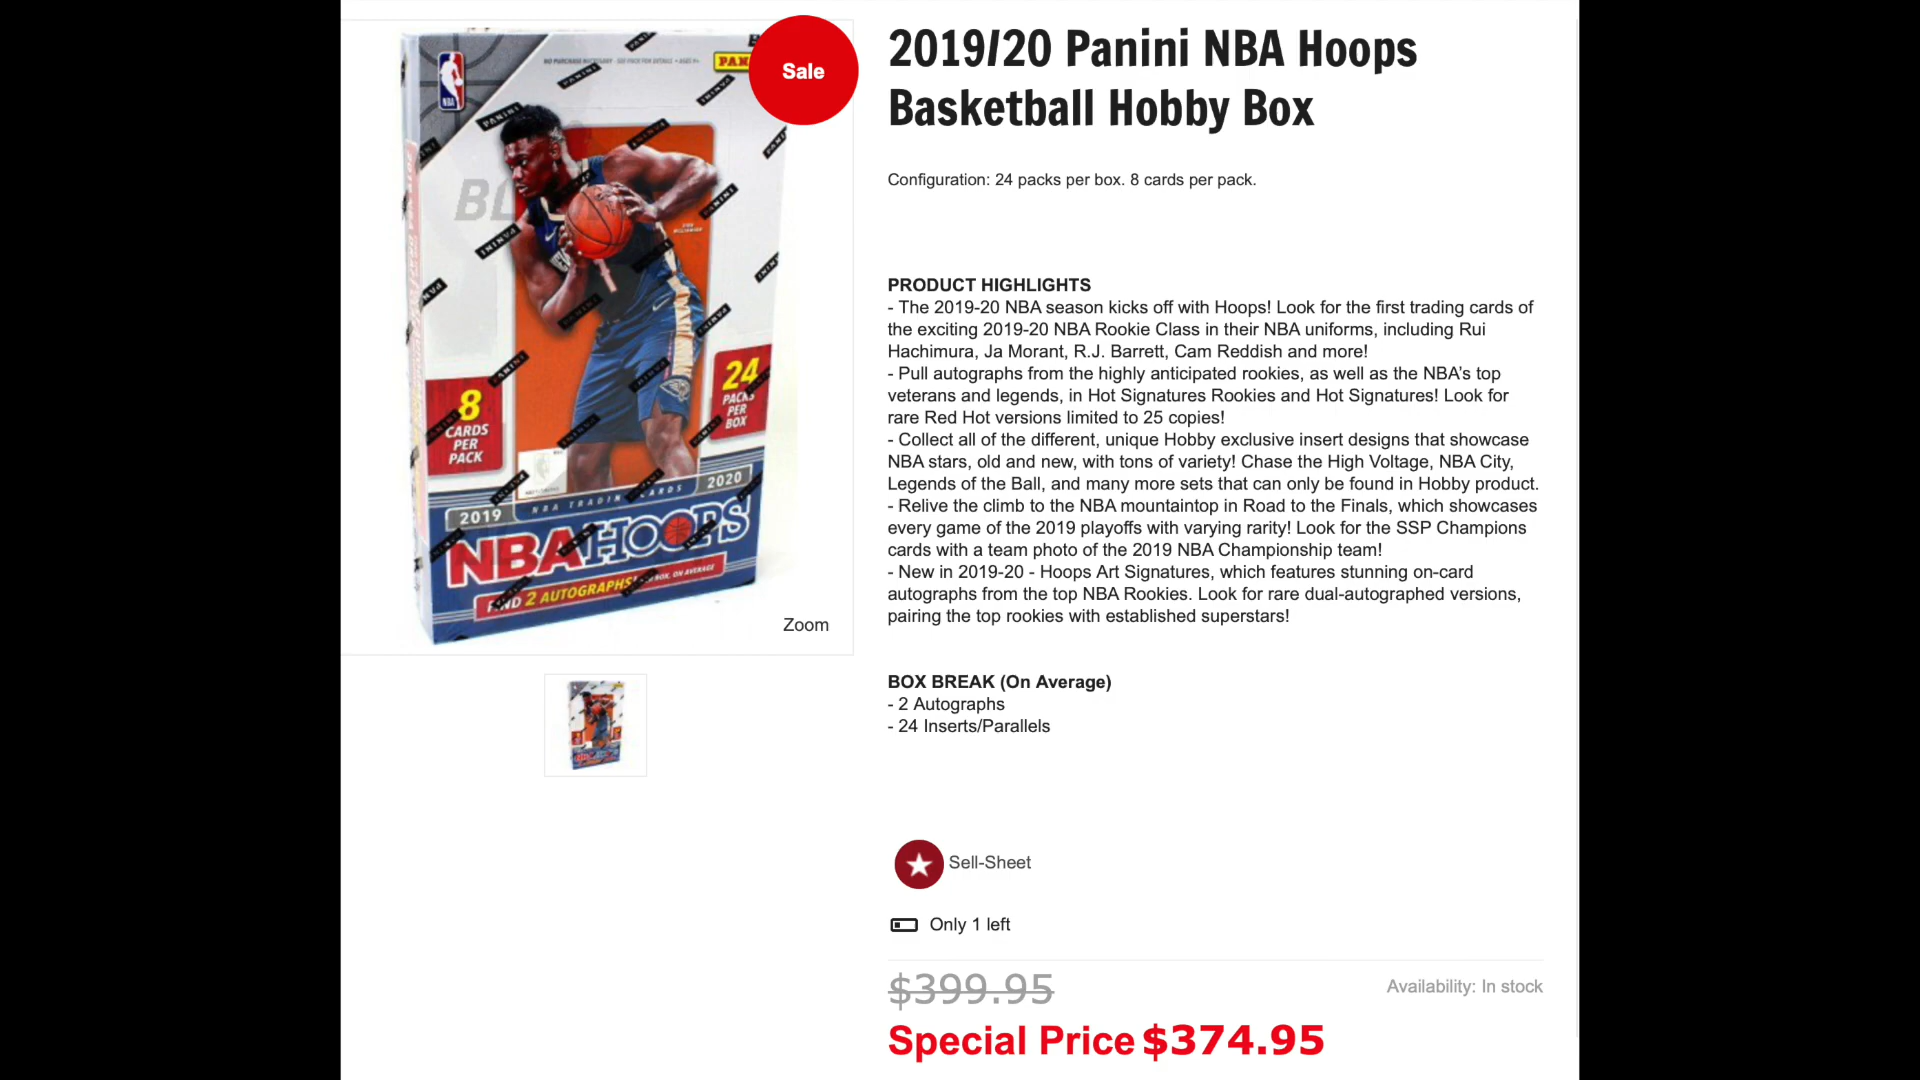 Sale
PANINI
NBA
8
CARDS
PER
PACK
24
PACKS
PER
BOX
2019
NBA TRADING CARDS
2020
NBA HOOPS
FIND 2 AUTOGRAPHS BOX, ON AVERAGE
Zoom
2019/20 Panini NBA Hoops
Basketball Hobby Box
Configuration: 24 packs per box. 8 cards per pack.
PRODUCT HIGHLIGHTS
- The 2019-20 NBA season kicks off with Hoops! Look for the first trading cards of
the exciting 2019-20 NBA Rookie Class in their NBA uniforms, including Rui
Hachimura, Ja Morant, R.J. Barrett, Cam Reddish and more!
- Pull autographs from the highly anticipated rookies, as well as the NBA's top
veterans and legends, in Hot Signatures Rookies and Hot Signatures! Look for
rare Red Hot versions limited to 25 copies!
- Collect all of the different, unique Hobby exclusive insert designs that showcase
NBA stars, old and new, with tons of variety! Chase the High Voltage, NBA City,
Legends of the Ball, and many more sets that can only be found in Hobby product.
- Relive the climb to the NBA mountaintop in Road to the Finals, which showcases
every game of the 2019 playoffs with varying rarity! Look for the SSP Champions
cards with a team photo of the 2019 NBA Championship team!
- New in 2019-20 - Hoops Art Signatures, which features stunning on-card
autographs from the top NBA Rookies. Look for rare dual-autographed versions,
pairing the top rookies with established superstars!
BOX BREAK (On Average)
- 2 Autographs
- 24 Inserts/Parallels
Sell-Sheet
Only 1 left
$399.95
Availability: In stock
Special Price $374.95